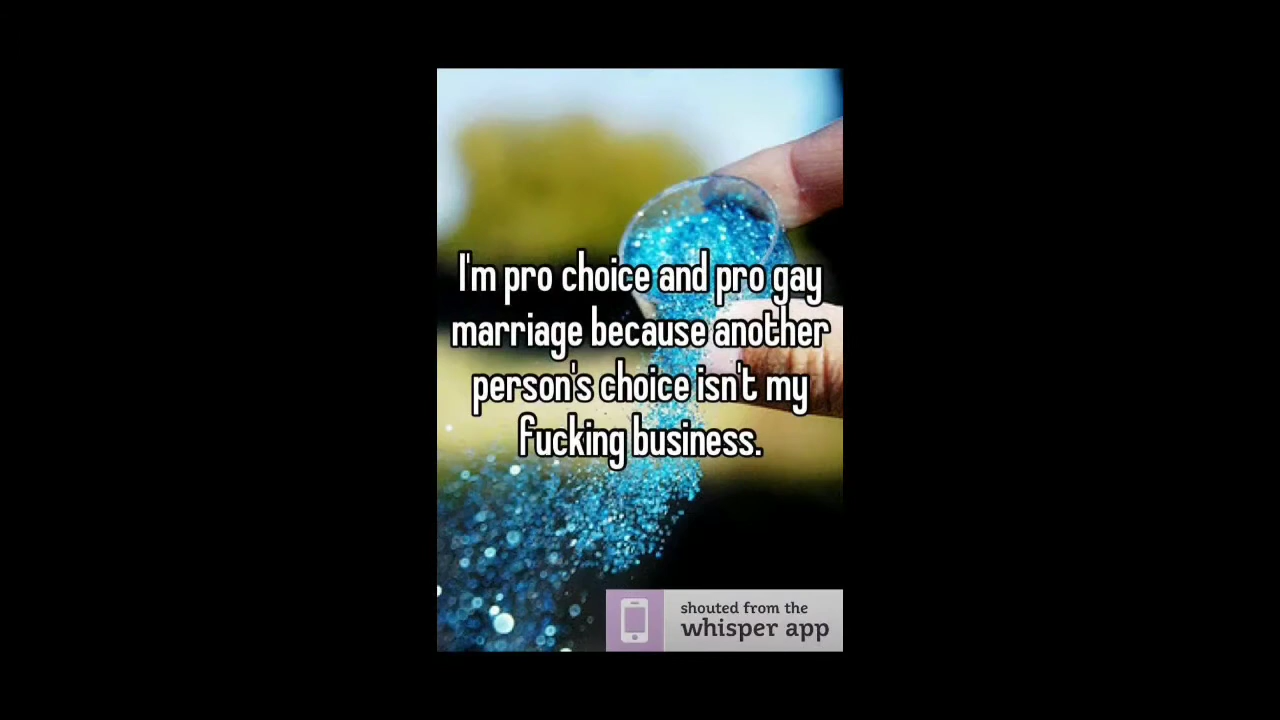 I'm pro choice and pro gay
marriage because another
person's choice isn't my
fucking business.
shouted from the
whisper app